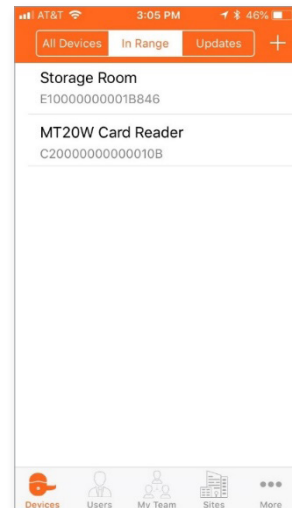 AT&T 3:05 PM 46%
All Devices In Range Updates +
Storage Room
E10000000001B846
MT20W Card Reader
C20000000000010B
Devices Users My Team Sites More